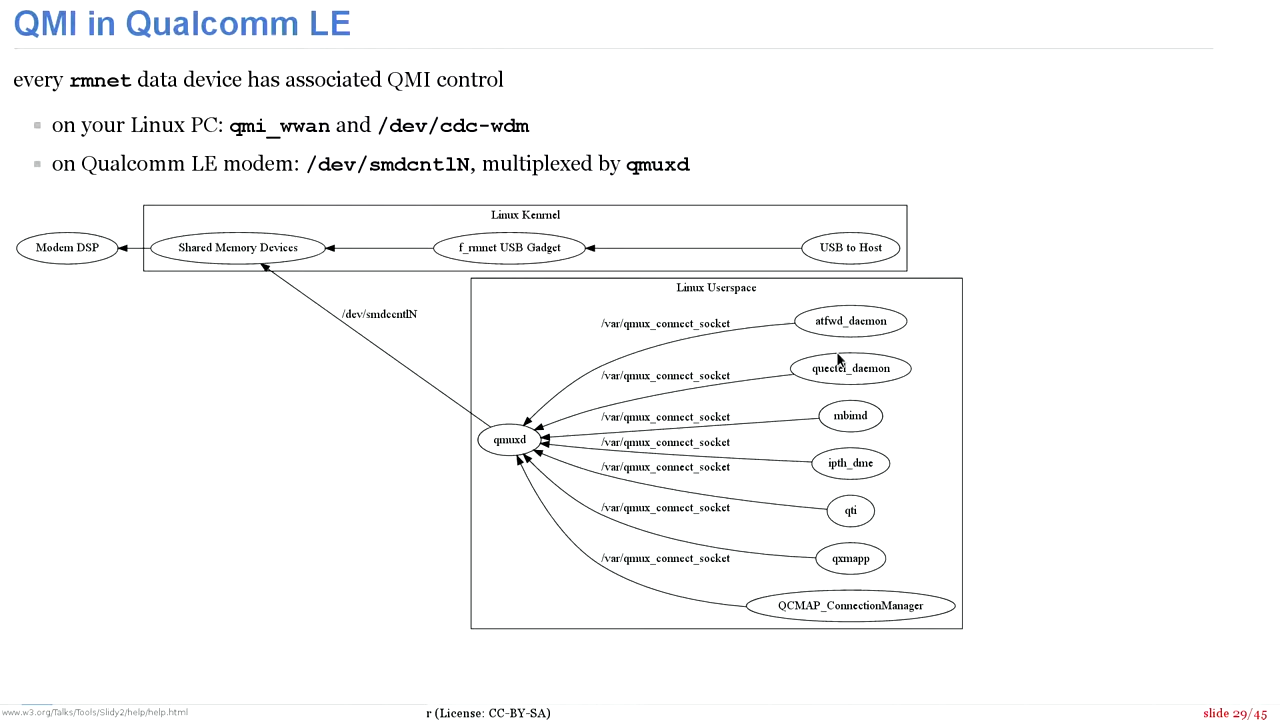 QMI in Qualcomm LE
every rmnet data device has associated QMI control
on your Linux PC: qmi_wwan and /dev/cdc-wdm
on Qualcomm LE modem: /dev/smdcntlN, multiplexed by qmuxd
Linux Kenrnel
Modem DSP
Shared Memory Devices
f_rmnet USB Gadget
USB to Host
Linux Userspace
/dev/smdcentlN
/var/qmux_connect_socket
atfwd_daemon
/var/qmux_connect_socket
quectel_daemon
/var/qmux_connect_socket
mbimd
qmuxd
/var/qmux_connect_socket
ipth_dme
/var/qmux_connect_socket
qti
/var/qmux_connect_socket
qxmapp
/var/qmux_connect_socket
QCMAP_ConnectionManager
www.w3.org/Talks/Tools/Slidy2/help/help.html
r (License: CC-BY-SA)
slide 29/45